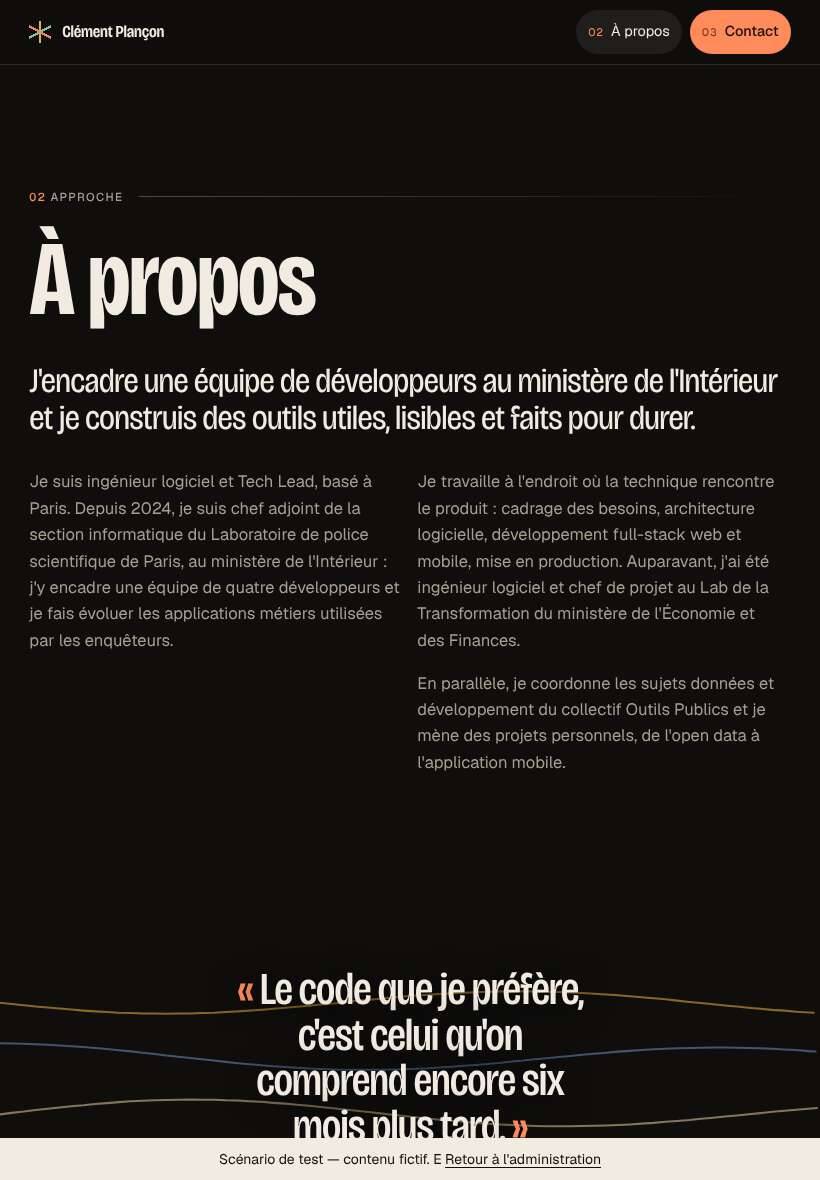 Clément Plançon
02 À propos
03 Contact
02 APPROCHE
À propos
J'encadre une équipe de développeurs au ministère de l'Intérieur
et je construis des outils utiles, lisibles et faits pour durer.
Je suis ingénieur logiciel et Tech Lead, basé à
Paris. Depuis 2024, je suis chef adjoint de la
section informatique du Laboratoire de police
scientifique de Paris, au ministère de l'Intérieur :
j'y encadre une équipe de quatre développeurs et
je fais évoluer les applications métiers utilisées
par les enquêteurs.
Je travaille à l'endroit où la technique rencontre
le produit : cadrage des besoins, architecture
logicielle, développement full-stack web et
mobile, mise en production. Auparavant, j'ai été
ingénieur logiciel et chef de projet au Lab de la
Transformation du ministère de l'Économie et
des Finances.
En parallèle, je coordonne les sujets données et
développement du collectif Outils Publics et je
mène des projets personnels, de l'open data à
l'application mobile.
« Le code que je préfère,
c'est celui qu'on
comprend encore six
mois plus tard. »
Scénario de test — contenu fictif. E Retour à l'administration